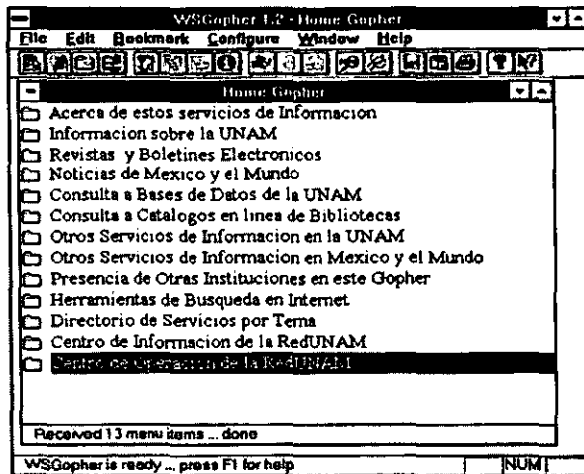 WSGopher 1.2 - Home Gopher
File Edit Bookmark Configure Window Help
Home Gopher
Acerca de estos servicios de Informacion
Informacion sobre la UNAM
Revistas y Boletines Electronicos
Noticias de Mexico y el Mundo
Consulta a Bases de Datos de la UNAM
Consulta a Catalogos en linea de Bibliotecas
Otros Servicios de Informacion en la UNAM
Otros Servicios de Informacion en Mexico y el Mundo
Presencia de Otras Instituciones en este Gopher
Herramientas de Busqueda en Internet
Directorio de Servicios por Tema
Centro de Informacion de la RedUNAM
Centro de Operacion de la RedUNAM
Received 13 menu items ... done
WSGopher is ready ... press F1 for help NUM